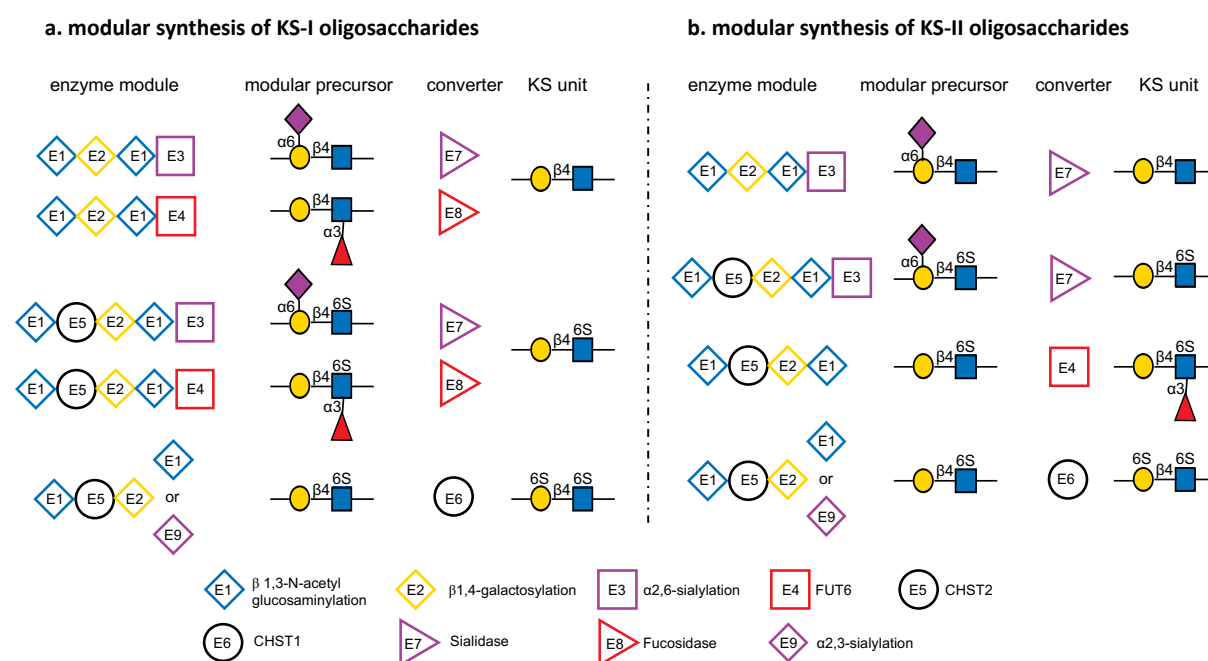 a. modular synthesis of KS-I oligosaccharides
enzyme module modular precursor converter KS unit
E1 E2 E1 E3 α6 β4 E7
β4
E1 E2 E1 E4 β4 α3 E8
E1 E5 E2 E1 E3 α6 β4 6S E7
β4 6S
E1 E5 E2 E1 E4 β4 6S α3 E8
E1 E5 E2 E1 or E9 β4 6S E6 6S β4 6S
b. modular synthesis of KS-II oligosaccharides
enzyme module modular precursor converter KS unit
E1 E2 E1 E3 α6 β4 E7 β4
E1 E5 E2 E1 E3 α6 β4 6S E7 β4 6S
E1 E5 E2 E1 β4 6S E4 β4 6S α3
E1 E5 E2 E1 or E9 β4 6S E6 6S β4 6S
E1 β 1,3-N-acetyl
glucosaminylation
E2 β1,4-galactosylation
E3 α2,6-sialylation
E4 FUT6
E5 CHST2
E6 CHST1
E7 Sialidase
E8 Fucosidase
E9 α2,3-sialylation